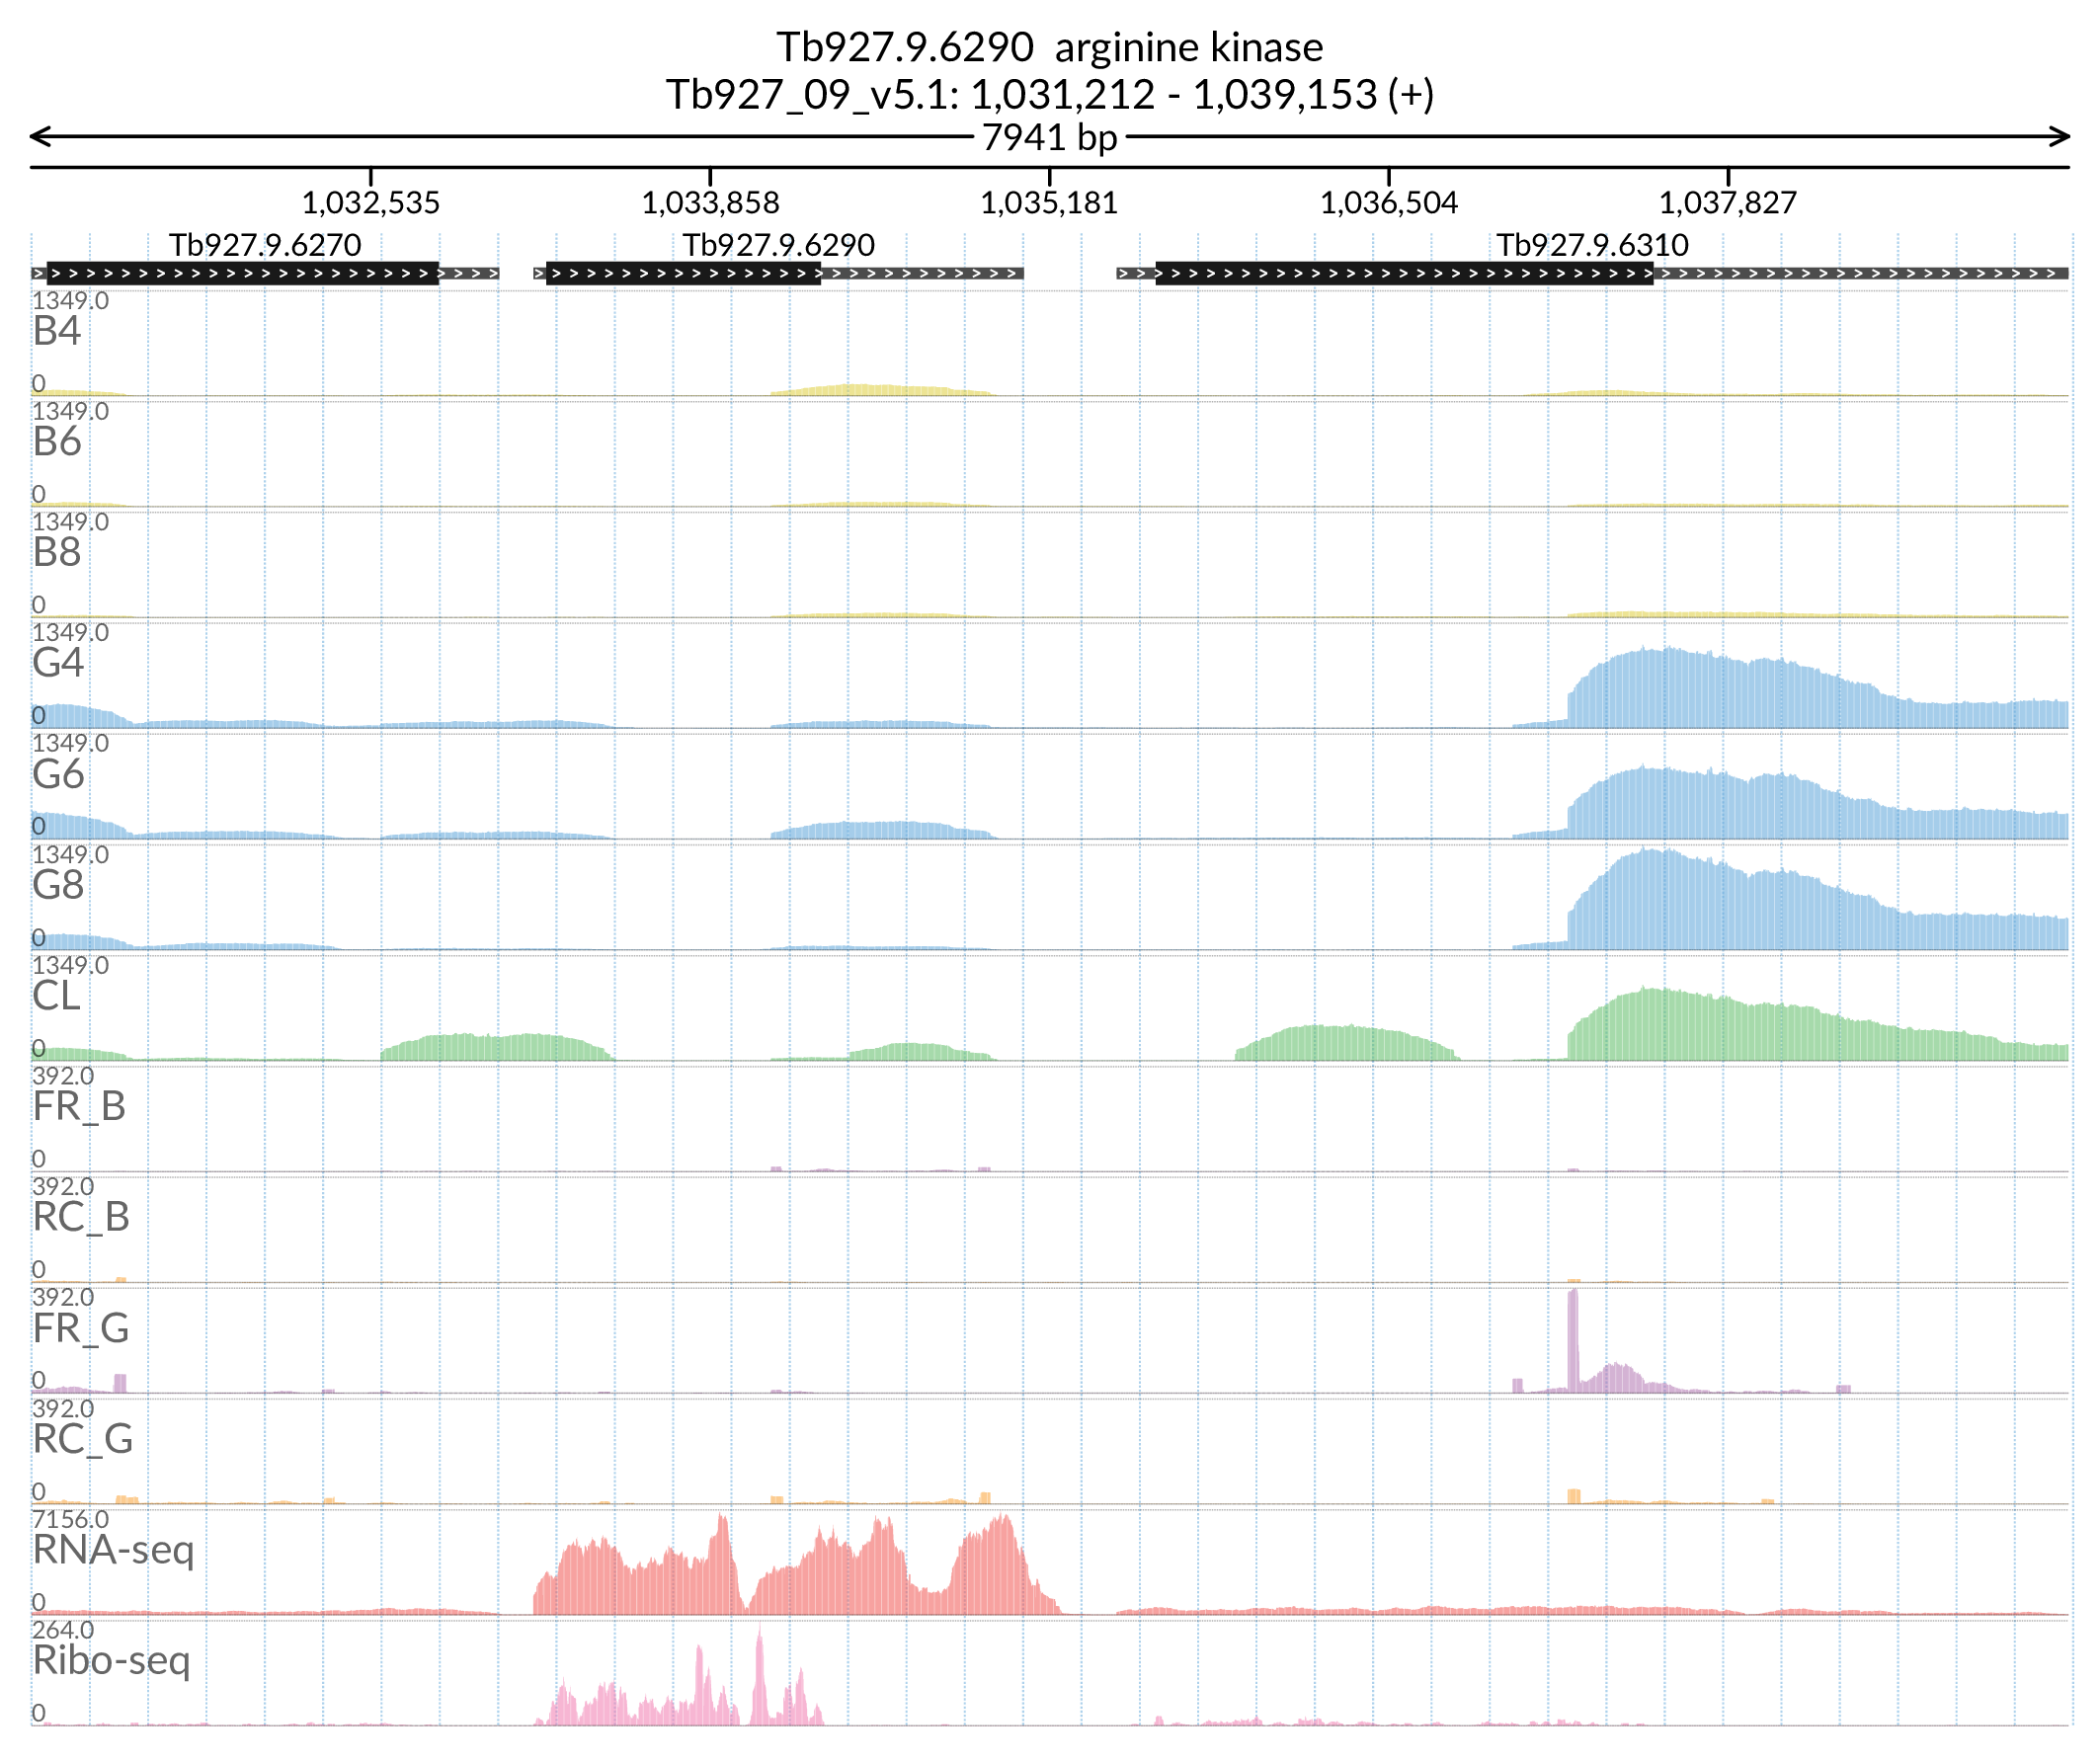 Tb927.9.6290 arginine kinase
Tb927_09_v5.1: 1,031,212 - 1,039,153 (+)
7941 bp
1,032,535 1,033,858 1,035,181 1,036,504 1,037,827
Tb927.9.6270 Tb927.9.6290 Tb927.9.6310
1349.0
B4
0
1349.0
B6
0
1349.0
B8
0
1349.0
G4
0
1349.0
G6
0
1349.0
G8
0
1349.0
CL
0
392.0
FR_B
0
392.0
RC_B
0
392.0
FR_G
0
392.0
RC_G
0
7156.0
RNA-seq
0
264.0
Ribo-seq
0